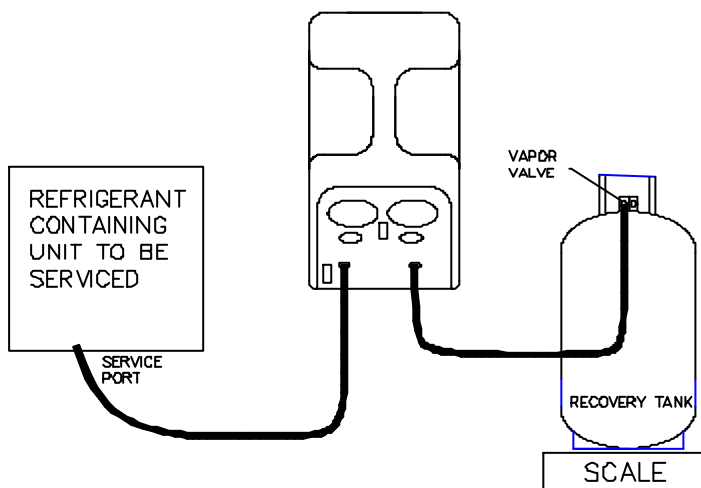 REFRIGERANT
CONTAINING
UNIT TO BE
SERVICED
SERVICE
PORT
VAPOR
VALVE
RECOVERY TANK
SCALE